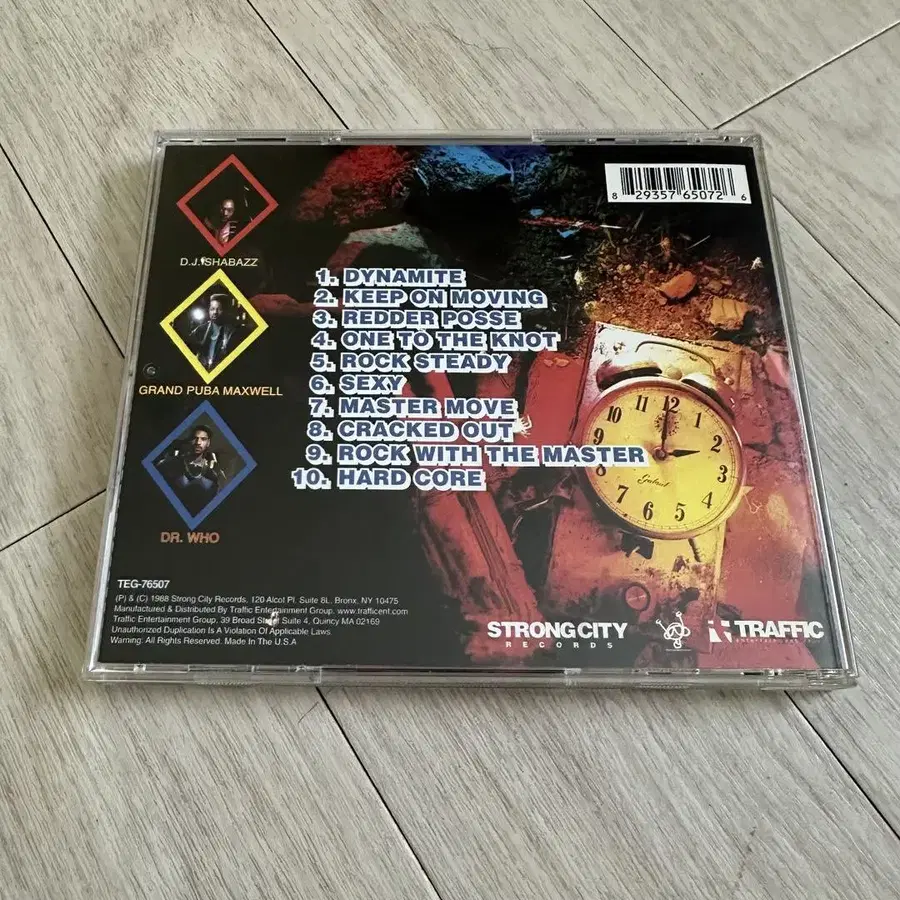 8 29357 65072 6
D.J. SHABAZZ
GRAND PUBA MAXWELL
DR. WHO
1. DYNAMITE
2. KEEP ON MOVING
3. REDDER POSSE
4. ONE TO THE KNOT
5. ROCK STEADY
6. SEXY
7. MASTER MOVE
8. CRACKED OUT
9. ROCK WITH THE MASTER
10. HARD CORE
12
1
2
3
4
5
6
7
8
9
10
11
TEG-76507
(P) & (C) 1988 Strong City Records, 120 Alcol Pl. Suite 8L. Bronx, NY 10475
Manufactured & Distributed By Traffic Entertainment Group. www.trafficent.com
Traffic Entertainment Group, 39 Broad Street Suite 4, Quincy MA 02169
Unauthorized Duplication Is A Violation Of Applicable Laws.
Warning: All Rights Reserved. Made In The U.S.A
STRONG CITY
RECORDS
TRAFFIC